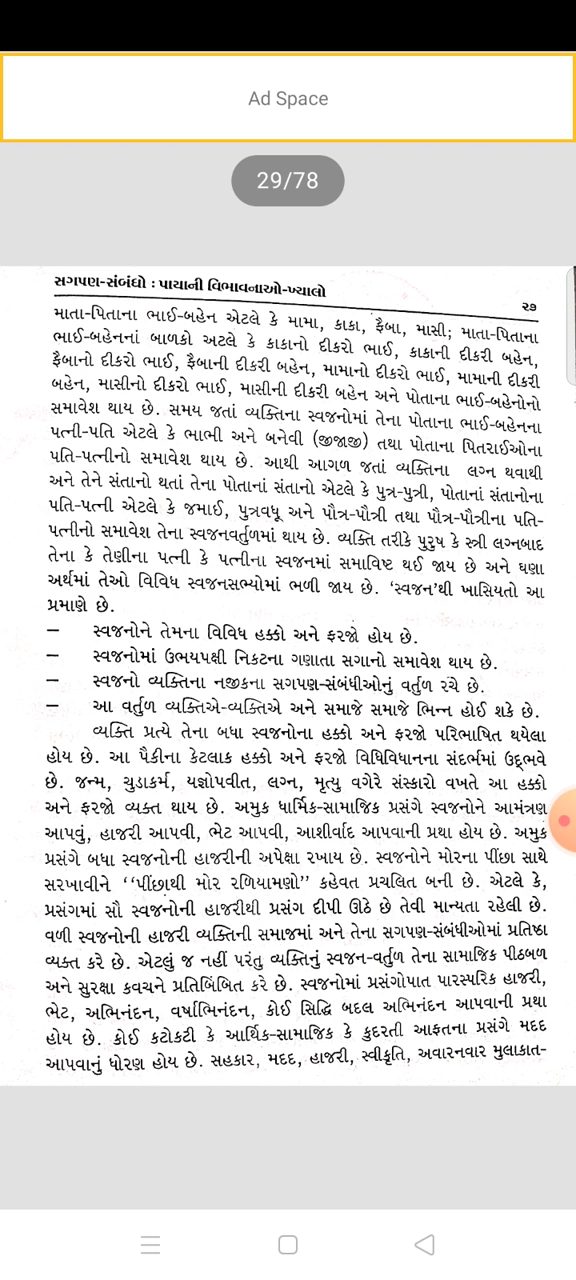 Ad Space
29/78
સગપણ-સંબંધો : પાયાની વિભાવનાઓ-ખ્યાલો
૨૭
માતા-પિતાના ભાઈ-બહેન એટલે કે મામા, કાકા, ફૈબા, માસી; માતા-પિતાના
ભાઈ-બહેનનાં બાળકો અટલે કે કાકાનો દીકરો ભાઈ, કાકાની દીકરી બહેન,
ફૈબાનો દીકરો ભાઈ, ફૈબાની દીકરી બહેન, મામાનો દીકરો ભાઈ, મામાની દીકરી
બહેન, માસીનો દીકરો ભાઈ, માસીની દીકરી બહેન અને પોતાના ભાઈ-બહેનોનો
સમાવેશ થાય છે. સમય જતાં વ્યક્તિના સ્વજનોમાં તેના પોતાના ભાઈ-બહેનના
પત્ની-પતિ એટલે કે ભાભી અને બનેવી (જીજાજી) તથા પોતાના પિતરાઈઓના
પતિ-પત્નીનો સમાવેશ થાય છે. આથી આગળ જતાં વ્યક્તિના લગ્ન થવાથી
અને તેને સંતાનો થતાં તેના પોતાનાં સંતાનો એટલે કે પુત્ર-પુત્રી, પોતાનાં સંતાનોના
પતિ-પત્ની એટલે કે જમાઈ, પુત્રવધૂ અને પૌત્ર-પૌત્રી તથા પૌત્ર-પૌત્રીના પતિ-
પત્નીનો સમાવેશ તેના સ્વજનવર્તુળમાં થાય છે. વ્યક્તિ તરીકે પુરુષ કે સ્ત્રી લગ્નબાદ
તેના કે તેણીના પત્ની કે પત્નીના સ્વજનમાં સમાવિષ્ટ થઈ જાય છે અને ઘણા
અર્થમાં તેઓ વિવિધ સ્વજનસભ્યોમાં ભળી જાય છે. ‘સ્વજન’થી ખાસિયતો આ
પ્રમાણે છે.
– સ્વજનોને તેમના વિવિધ હક્કો અને ફરજો હોય છે.
– સ્વજનોમાં ઉભયપક્ષી નિકટના ગણાતા સગાનો સમાવેશ થાય છે.
– સ્વજનો વ્યક્તિના નજીકના સગપણ-સંબંધીઓનું વર્તુળ રચે છે.
– આ વર્તુળ વ્યક્તિએ-વ્યક્તિએ અને સમાજે સમાજે ભિન્ન હોઈ શકે છે.
વ્યક્તિ પ્રત્યે તેના બધા સ્વજનોના હક્કો અને ફરજો પરિભાષિત થયેલા
હોય છે. આ પૈકીના કેટલાક હક્કો અને ફરજો વિધિવિધાનના સંદર્ભમાં ઉદ્ભવે
છે. જન્મ, ચુડાકર્મ, યજ્ઞોપવીત, લગ્ન, મૃત્યુ વગેરે સંસ્કારો વખતે આ હક્કો
અને ફરજો વ્યક્ત થાય છે. અમુક ધાર્મિક-સામાજિક પ્રસંગે સ્વજનોને આમંત્રણ
આપવું, હાજરી આપવી, ભેટ આપવી, આશીર્વાદ આપવાની પ્રથા હોય છે. અમુક
પ્રસંગે બધા સ્વજનોની હાજરીની અપેક્ષા રખાય છે. સ્વજનોને મોરના પીંછા સાથે
સરખાવીને “પીંછાથી મોર રળિયામણો” કહેવત પ્રચલિત બની છે. એટલે કે,
પ્રસંગમાં સૌ સ્વજનોની હાજરીથી પ્રસંગ દીપી ઊઠે છે તેવી માન્યતા રહેલી છે.
વળી સ્વજનોની હાજરી વ્યક્તિની સમાજમાં અને તેના સગપણ-સંબંધીઓમાં પ્રતિષ્ઠા
વ્યક્ત કરે છે. એટલું જ નહીં પરંતુ વ્યક્તિનું સ્વજન-વર્તુળ તેના સામાજિક પીઠબળ
અને સુરક્ષા કવચને પ્રતિબિંબિત કરે છે. સ્વજનોમાં પ્રસંગોપાત પારસ્પરિક હાજરી,
ભેટ, અભિનંદન, વર્ષાભિનંદન, કોઈ સિદ્ધિ બદલ અભિનંદન આપવાની પ્રથા
હોય છે. કોઈ કટોકટી કે આર્થિક-સામાજિક કે કુદરતી આફતના પ્રસંગે મદદ
આપવાનું ધોરણ હોય છે. સહકાર, મદદ, હાજરી, સ્વીકૃતિ, અવારનવાર મુલાકાત-